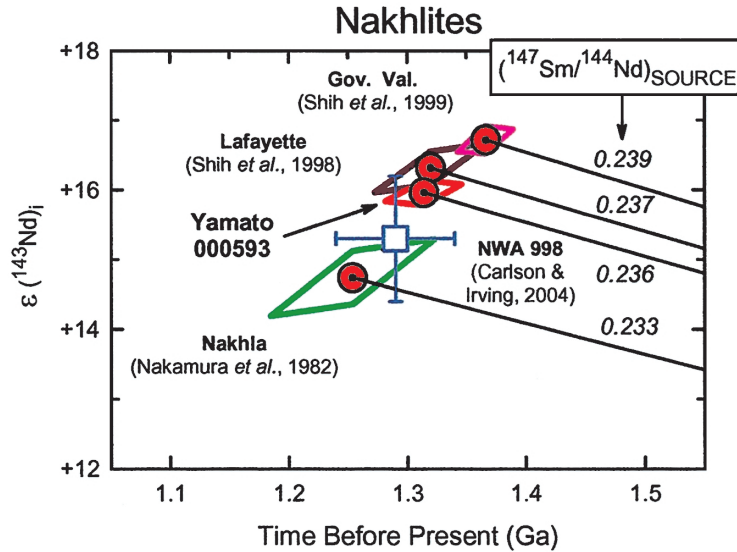 Nakhlites
+18
+16
+14
+12
ε (¹⁴³Nd)ᵢ
Gov. Val.
(Shih et al., 1999)
(¹⁴⁷Sm/¹⁴⁴Nd)SOURCE
Lafayette
(Shih et al., 1998)
0.239
0.237
Yamato
000593
NWA 998
(Carlson &
Irving, 2004)
0.236
0.233
Nakhla
(Nakamura et al., 1982)
1.1 1.2 1.3 1.4 1.5
Time Before Present (Ga)